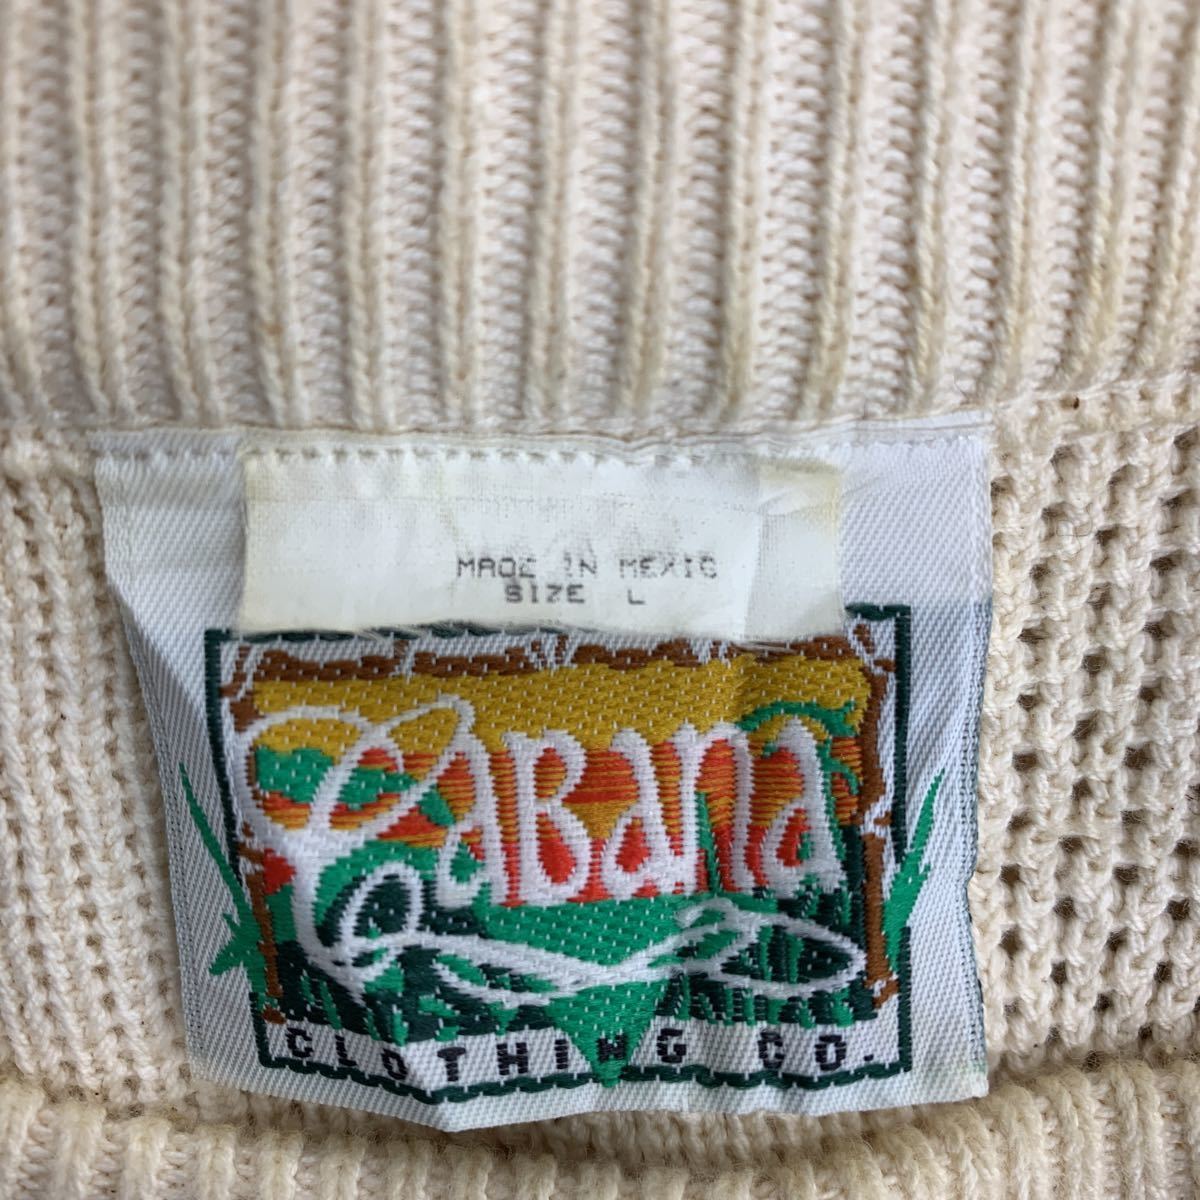 MADE IN MEXIC
SIZE L
CABANA
CLOTHING CO.